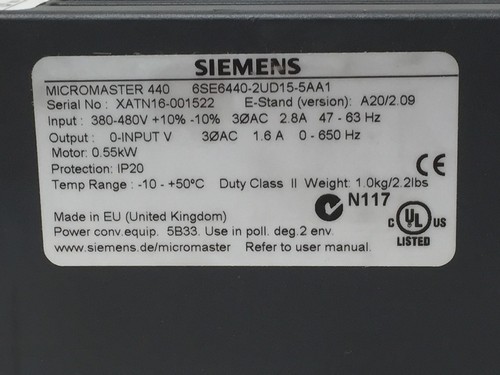 SIEMENS
MICROMASTER 440 6SE6440-2UD15-5AA1
Serial No : XATN16-001522 E-Stand (version): A20/2.09
Input : 380-480V +10% -10% 3ØAC 2.8A 47 - 63 Hz
Output : 0-INPUT V 3ØAC 1.6 A 0 - 650 Hz
Motor: 0.55kW
Protection: IP20
Temp Range : -10 - +50ºC Duty Class II Weight: 1.0kg/2.2lbs
CE
N117
Made in EU (United Kingdom)
Power conv.equip. 5B33. Use in poll. deg.2 env.
www.siemens.de/micromaster Refer to user manual.
C UL US
LISTED